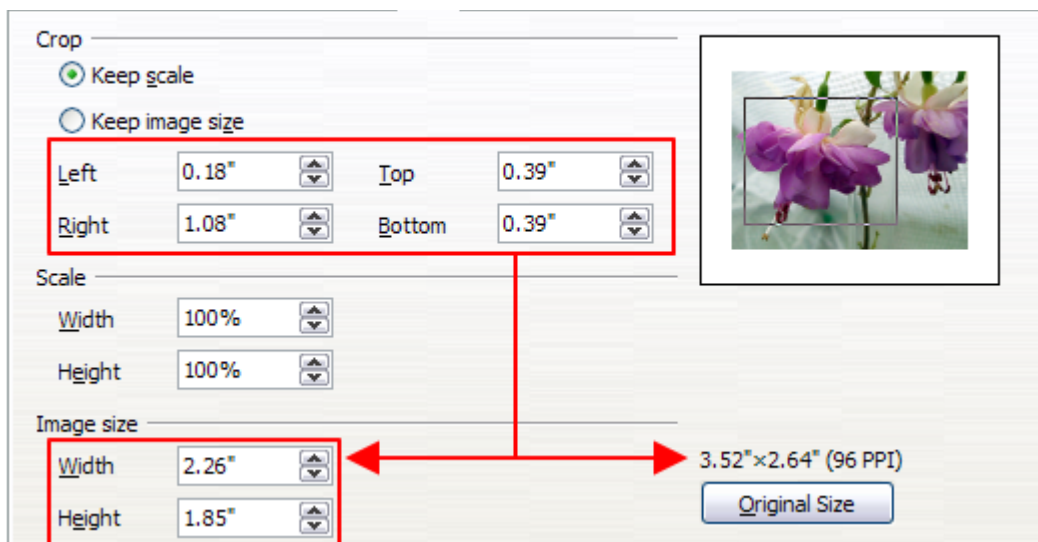 Crop
Keep scale
Keep image size
Left 0.18" Top 0.39"
Right 1.08" Bottom 0.39"
Scale
Width 100%
Height 100%
Image size
Width 2.26" 3.52"×2.64" (96 PPI)
Height 1.85" Original Size